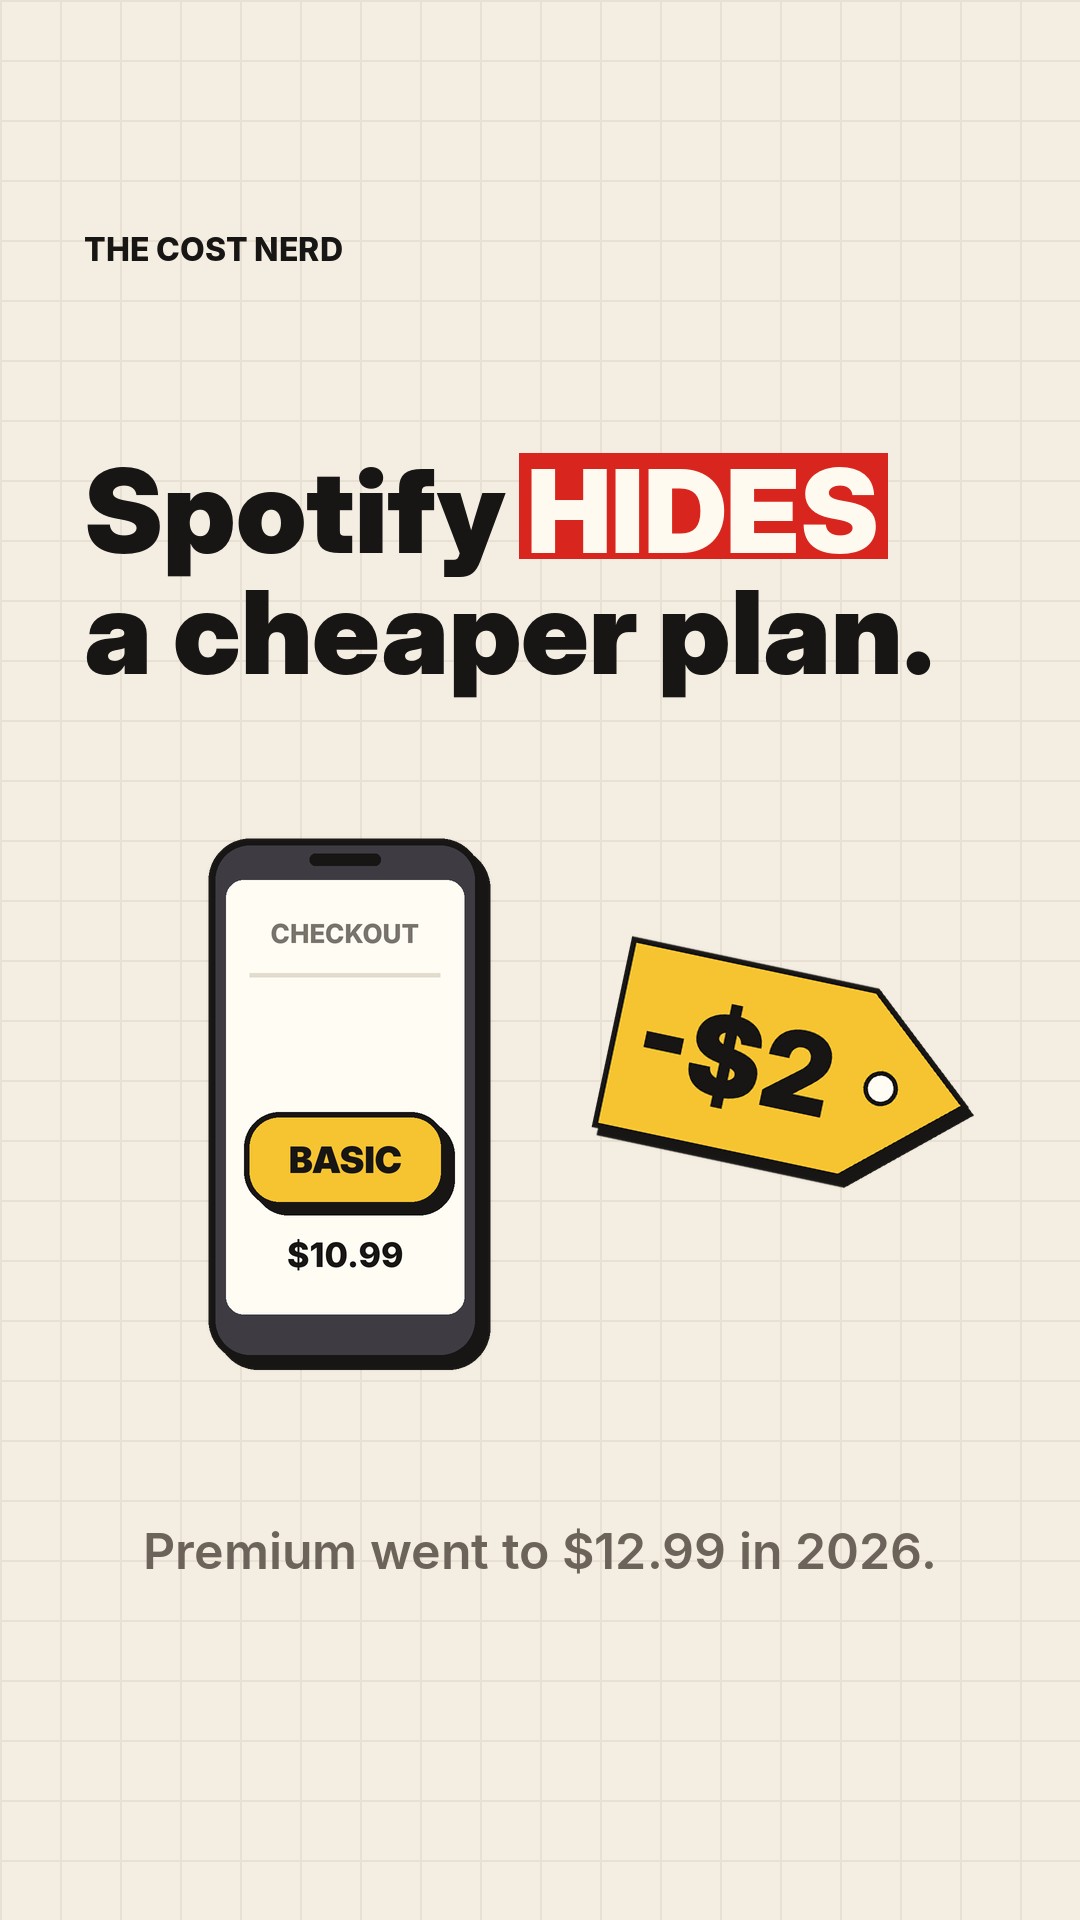 THE COST NERD
Spotify HIDES
a cheaper plan.
CHECKOUT
BASIC
$10.99
-$2
Premium went to $12.99 in 2026.